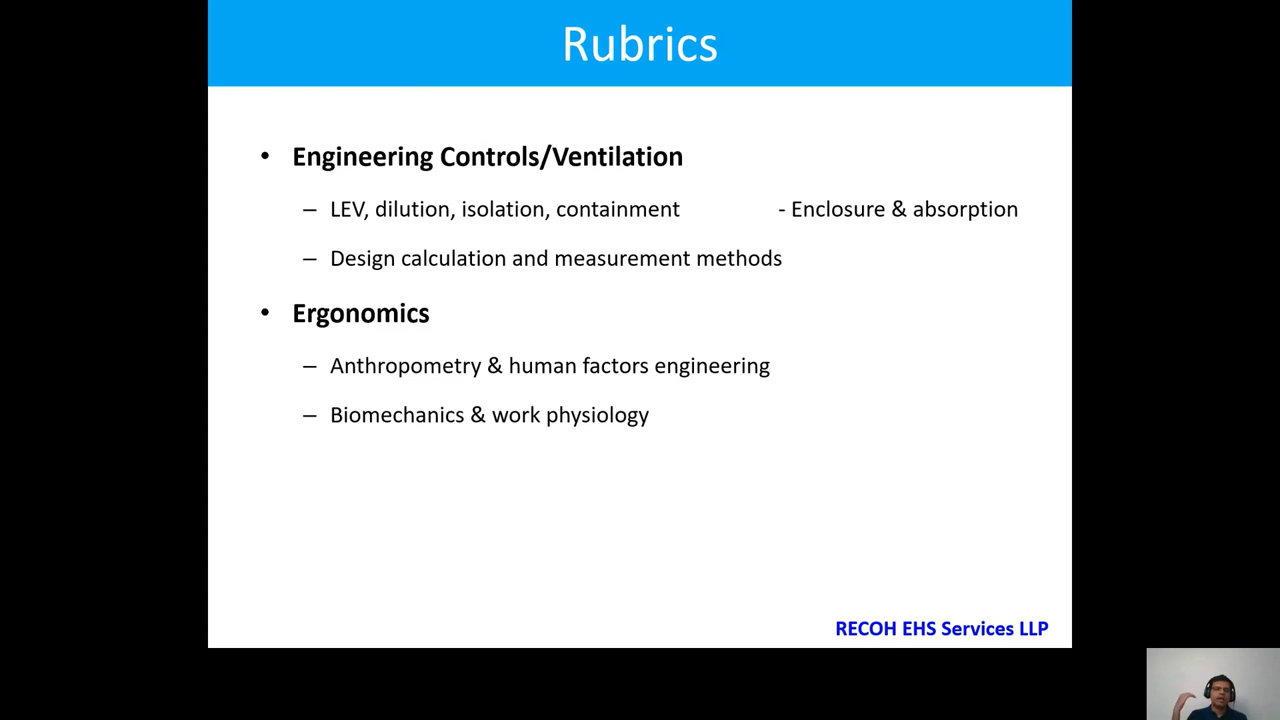 Rubrics
• Engineering Controls/Ventilation
– LEV, dilution, isolation, containment - Enclosure & absorption
– Design calculation and measurement methods
• Ergonomics
– Anthropometry & human factors engineering
– Biomechanics & work physiology
RECOH EHS Services LLP